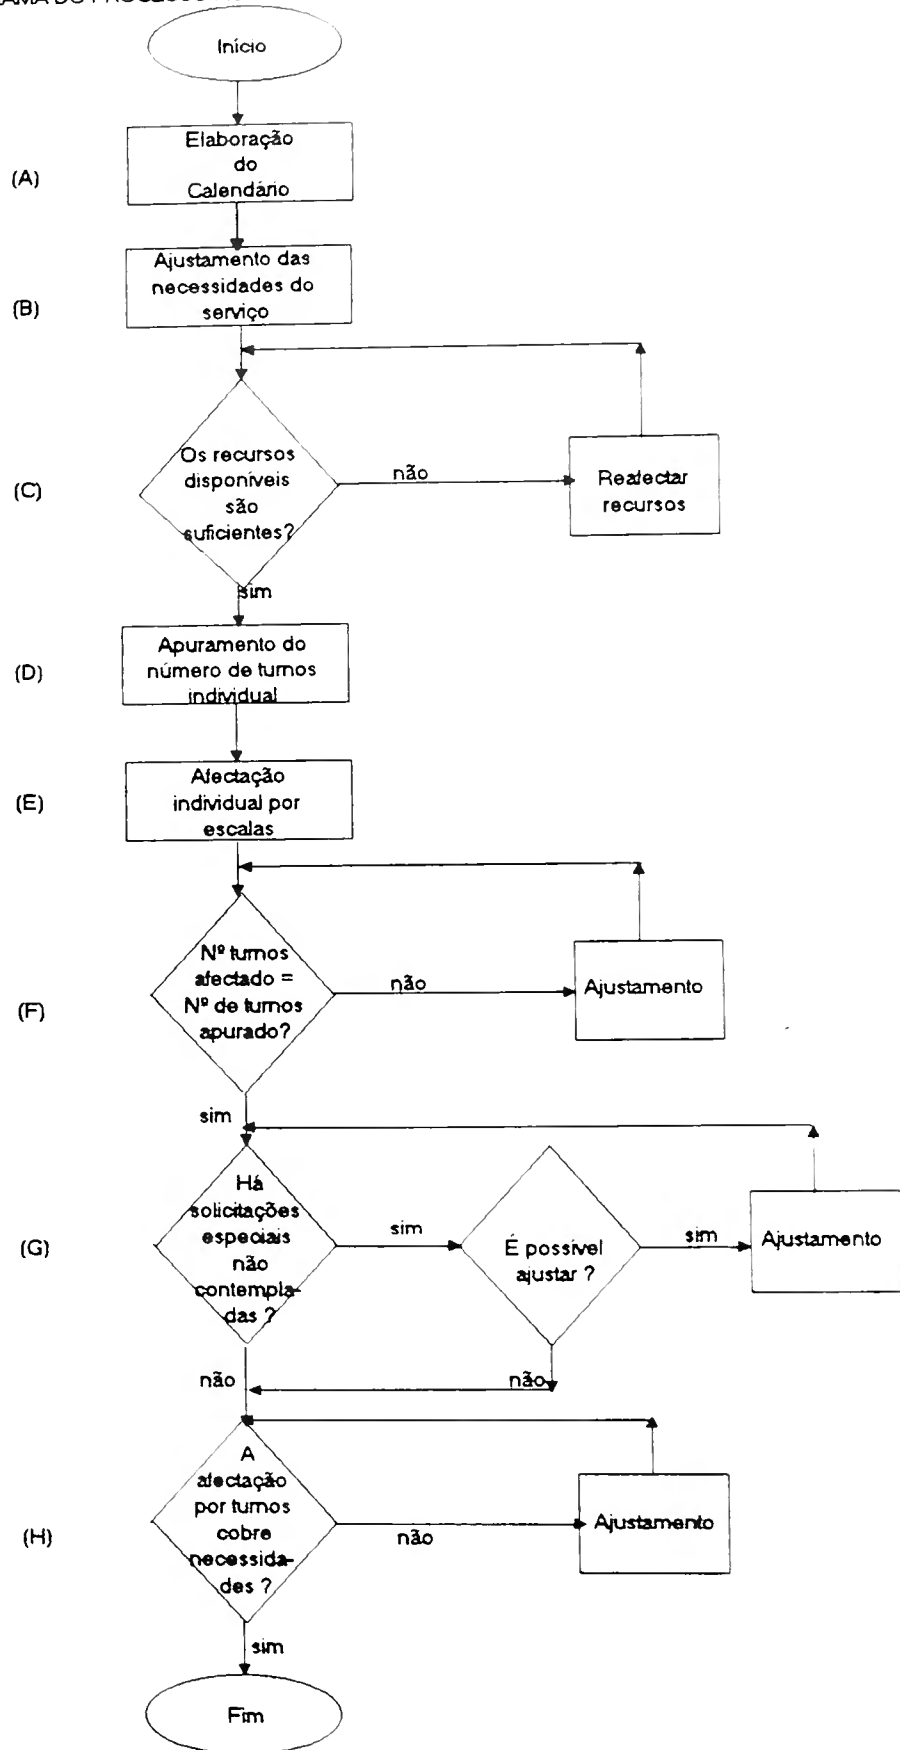 Início
(A)
Elaboração
do
Calendário
(B)
Ajustamento das
necessidades do
serviço
(C)
Os recursos
disponíveis
são
suficientes?
não
Reafectar
recursos
sim
(D)
Apuramento do
número de turnos
individual
(E)
Afectação
individual por
escalas
(F)
Nº turnos
afectado =
Nº de turnos
apurado?
não
Ajustamento
sim
(G)
Há
solicitações
especiais
não
contempla-
das ?
sim
É possível
ajustar ?
sim
Ajustamento
não
não
(H)
A
afectação
por turnos
cobre
necessida-
des ?
não
Ajustamento
sim
Fim